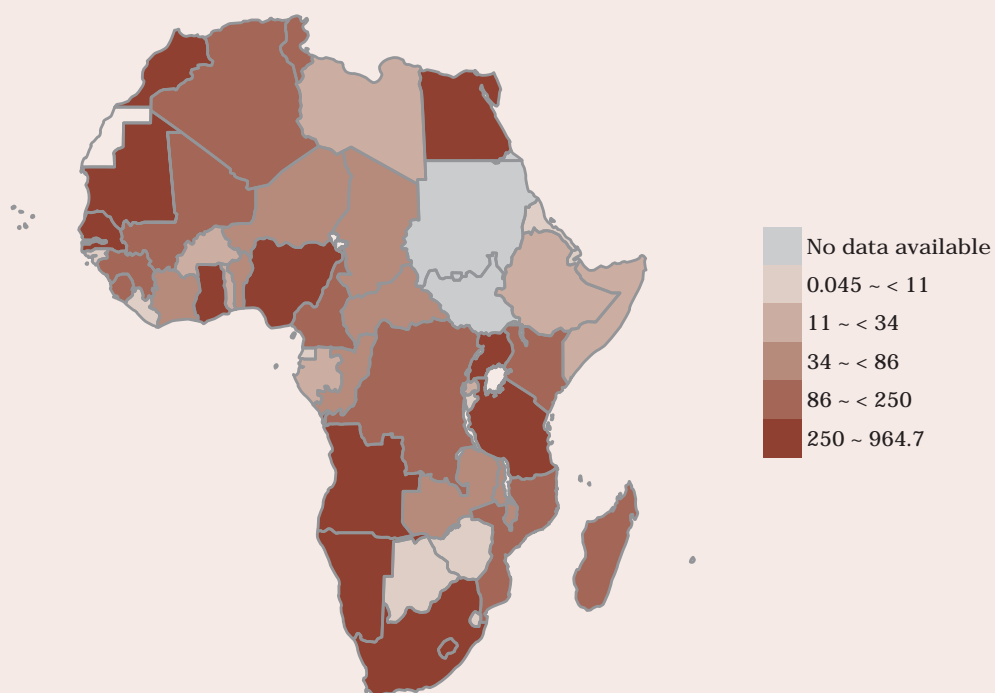 No data available
0.045 ~ < 11
11 ~ < 34
34 ~ < 86
86 ~ < 250
250 ~ 964.7